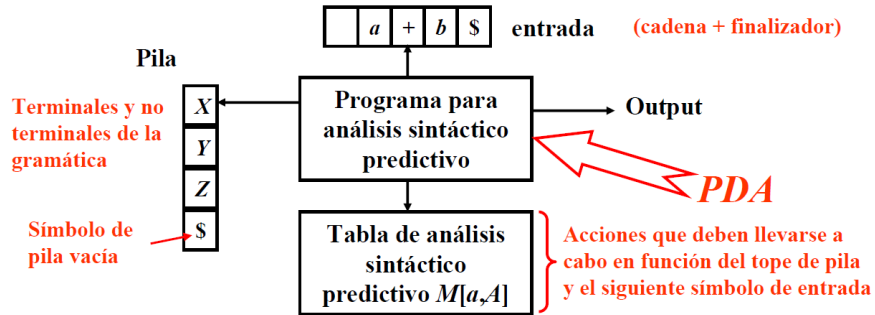 a + b $ entrada (cadena + finalizador)
Pila
Terminales y no
terminales de la
gramática
X
Y
Z
$
Símbolo de
pila vacía
Programa para
análisis sintáctico
predictivo
Output
PDA
Tabla de análisis
sintáctico
predictivo M[a,A]
Acciones que deben llevarse a
cabo en función del tope de pila
y el siguiente símbolo de entrada